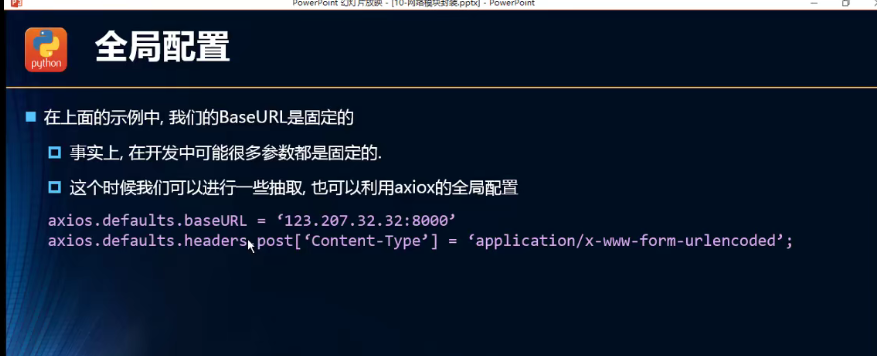 PowerPoint 幻灯片放映 - [10-网络模块封装.pptx] - PowerPoint
python
全局配置
在上面的示例中, 我们的BaseURL是固定的
事实上, 在开发中可能很多参数都是固定的.
这个时候我们可以进行一些抽取, 也可以利用axiox的全局配置
axios.defaults.baseURL = ‘123.207.32.32:8000’
axios.defaults.headers.post[‘Content-Type’] = ‘application/x-www-form-urlencoded’;